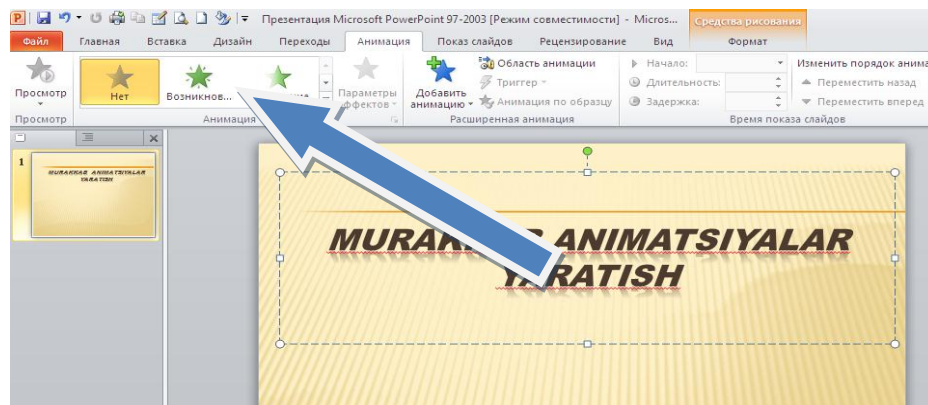 Презентация Microsoft PowerPoint 97-2003 [Режим совместимости] - Micros...
Средства рисования
Файл Главная Вставка Дизайн Переходы Анимация Показ слайдов Рецензирование Вид Формат
Просмотр
Нет
Возникнов...
Параметры эффектов
Добавить анимацию
Область анимации
Триггер
Анимация по образцу
Начало:
Длительность:
Задержка:
Изменить порядок анима
Переместить назад
Переместить вперед
Просмотр Анимация Расширенная анимация Время показа слайдов
1
MURAKKAB ANIMATSIYALAR
YARATISH
ANIMATSIYALAR